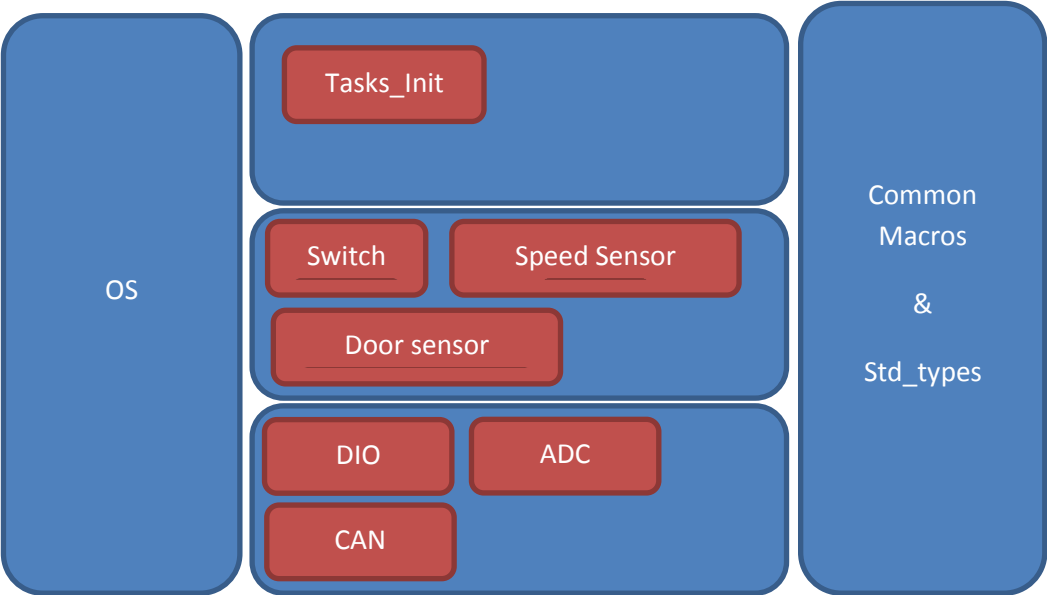 OS
Tasks_Init
Switch
Speed Sensor
Door sensor
DIO
ADC
CAN
Common
Macros
&
Std_types